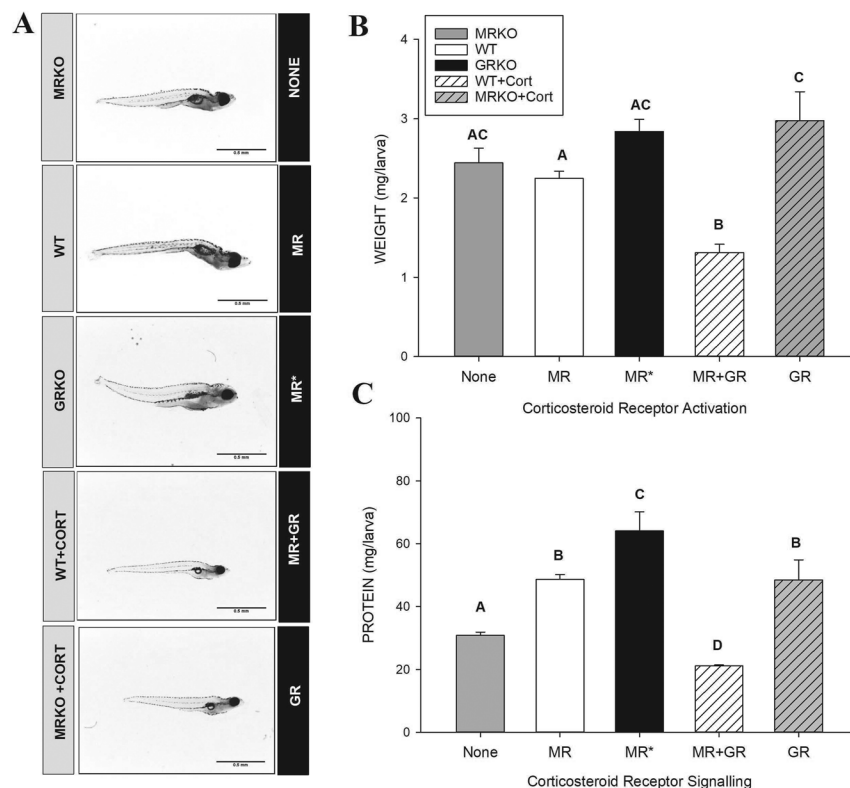 A
MRKO
NONE
0.5 mm
WT
MR
0.5 mm
GRKO
MR*
0.5 mm
WT+CORT
MR+GR
0.5 mm
MRKO +CORT
GR
0.5 mm
B
MRKO
WT
GRKO
WT+Cort
MRKO+Cort
WEIGHT (mg/larva)
4
3
2
1
0
AC
A
AC
B
C
None
MR
MR*
MR+GR
GR
Corticosteroid Receptor Activation
C
PROTEIN (mg/larva)
100
80
60
40
20
0
A
B
C
D
B
None
MR
MR*
MR+GR
GR
Corticosteroid Receptor Signalling